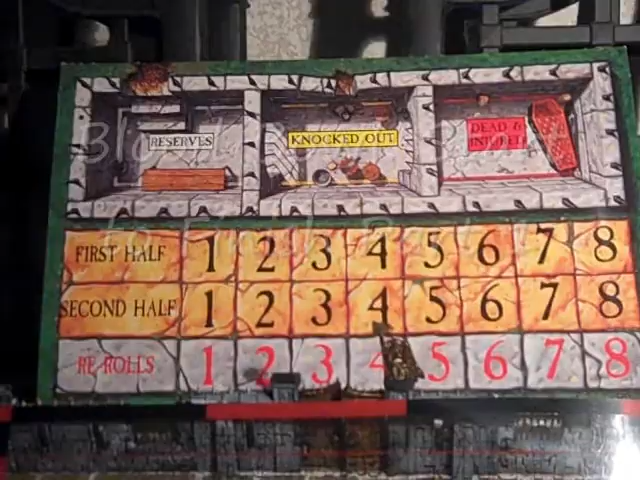 RESERVES
KNOCKED OUT
DEAD &
INJURED
FIRST HALF 1 2 3 4 5 6 7 8
SECOND HALF 1 2 3 4 5 6 7 8
RE-ROLLS 1 2 3 4 5 6 7 8